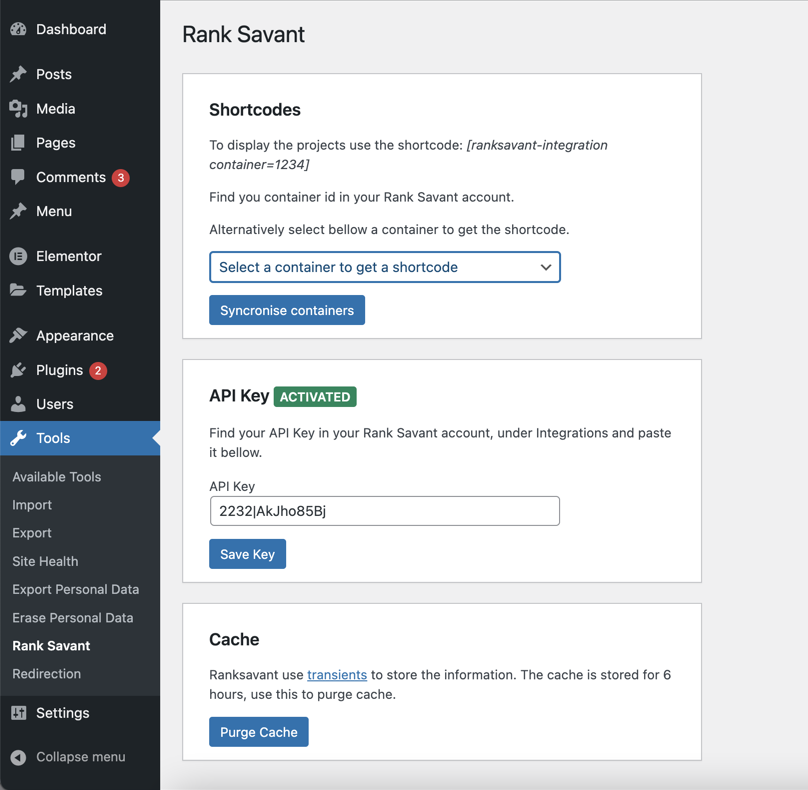 Dashboard
Posts
Media
Pages
Comments 3
Menu
Elementor
Templates
Appearance
Plugins 2
Users
Tools
Available Tools
Import
Export
Site Health
Export Personal Data
Erase Personal Data
Rank Savant
Redirection
Settings
Collapse menu
Rank Savant
Shortcodes
To display the projects use the shortcode: [ranksavant-integration
container=1234]
Find you container id in your Rank Savant account.
Alternatively select bellow a container to get the shortcode.
Select a container to get a shortcode
Syncronise containers
API Key ACTIVATED
Find your API Key in your Rank Savant account, under Integrations and paste
it bellow.
API Key
2232|AkJho85Bj
Save Key
Cache
Ranksavant use transients to store the information. The cache is stored for 6
hours, use this to purge cache.
Purge Cache